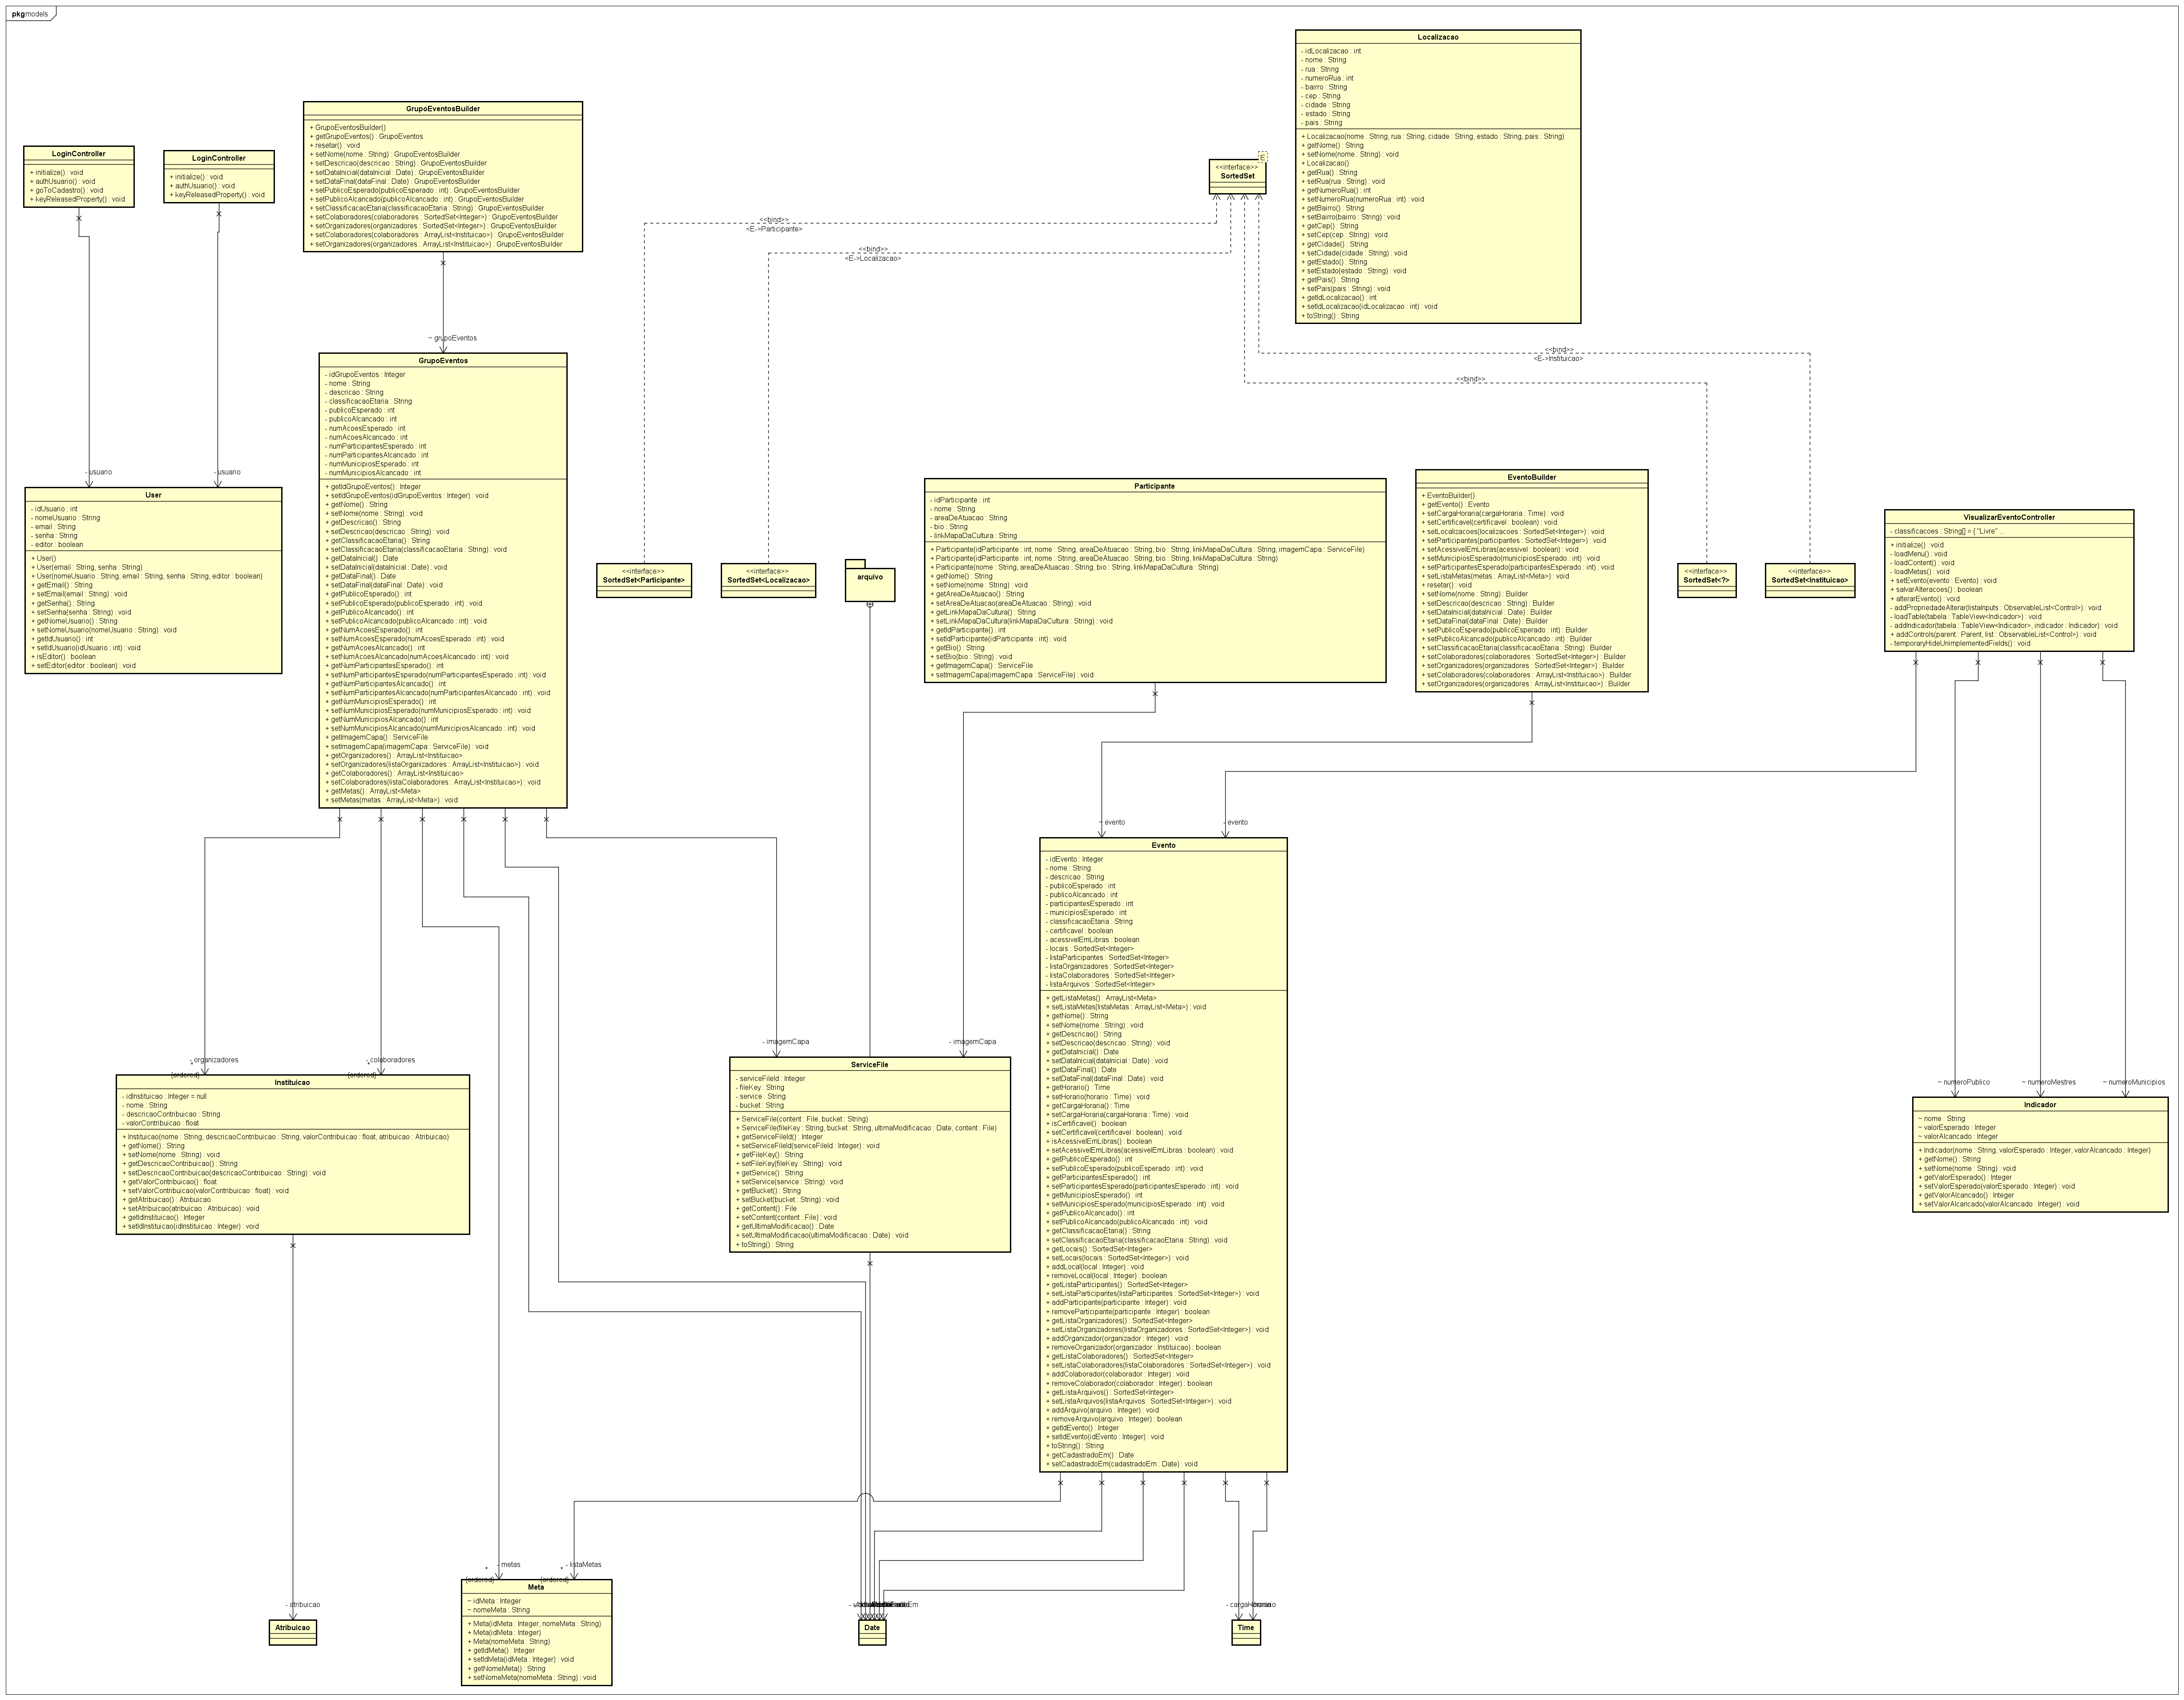 pkg models
Localizacao
- idLocalizacao : int
- nome : String
- rua : String
- numeroRua : int
- bairro : String
- cep : String
- cidade : String
- estado : String
- pais : String
+ Localizacao(nome : String, rua : String, cidade : String, estado : String, pais : String)
+ getNome() : String
+ setNome(nome : String) : void
+ Localizacao()
+ getRua() : String
+ setRua(rua : String) : void
+ getNumeroRua() : int
+ setNumeroRua(numeroRua : int) : void
+ getBairro() : String
+ setBairro(bairro : String) : void
+ getCep() : String
+ setCep(cep : String) : void
+ getCidade() : String
+ setCidade(cidade : String) : void
+ getEstado() : String
+ setEstado(estado : String) : void
+ getPais() : String
+ setPais(pais : String) : void
+ getIdLocalizacao() : int
+ setIdLocalizacao(idLocalizacao : int) : void
+ toString() : String
GrupoEventosBuilder
+ GrupoEventosBuilder()
+ getGrupoEventos() : GrupoEventos
+ resetar() : void
+ setNome(nome : String) : GrupoEventosBuilder
+ setDescricao(descricao : String) : GrupoEventosBuilder
+ setDataInicial(dataInicial : Date) : GrupoEventosBuilder
+ setDataFinal(dataFinal : Date) : GrupoEventosBuilder
+ setPublicoEsperado(publicoEsperado : int) : GrupoEventosBuilder
+ setPublicoAlcancado(publicoAlcancado : int) : GrupoEventosBuilder
+ setClassificacaoEtaria(classificacaoEtaria : String) : GrupoEventosBuilder
+ setColaboradores(colaboradores : SortedSet<Integer>) : GrupoEventosBuilder
+ setOrganizadores(organizadores : SortedSet<Integer>) : GrupoEventosBuilder
+ setColaboradores(colaboradores : ArrayList<Instituicao>) : GrupoEventosBuilder
+ setOrganizadores(organizadores : ArrayList<Instituicao>) : GrupoEventosBuilder
LoginController
+ initialize() : void
+ authUsuario() : void
+ goToCadastro() : void
+ keyReleasedProperty() : void
LoginController
+ initialize() : void
+ authUsuario() : void
+ keyReleasedProperty() : void
E
<<interface>>
SortedSet
<<bind>>
<E->Participante>
<<bind>>
<E->Localizacao>
<<bind>>
<E->Instituicao>
<<bind>>
~ grupoEventos
GrupoEventos
- idGrupoEventos : Integer
- nome : String
- descricao : String
- classificacaoEtaria : String
- publicoEsperado : int
- publicoAlcancado : int
- numAcoesEsperado : int
- numAcoesAlcancado : int
- numParticipantesEsperado : int
- numParticipantesAlcancado : int
- numMunicipiosEsperado : int
- numMunicipiosAlcancado : int
+ getIdGrupoEventos() : Integer
+ setIdGrupoEventos(idGrupoEventos : Integer) : void
+ getNome() : String
+ setNome(nome : String) : void
+ getDescricao() : String
+ setDescricao(descricao : String) : void
+ getClassificacaoEtaria() : String
+ setClassificacaoEtaria(classificacaoEtaria : String) : void
+ getDataInicial() : Date
+ setDataInicial(dataInicial : Date) : void
+ getDataFinal() : Date
+ setDataFinal(dataFinal : Date) : void
+ getPublicoEsperado() : int
+ setPublicoEsperado(publicoEsperado : int) : void
+ getPublicoAlcancado() : int
+ setPublicoAlcancado(publicoAlcancado : int) : void
+ getNumAcoesEsperado() : int
+ setNumAcoesEsperado(numAcoesEsperado : int) : void
+ getNumAcoesAlcancado() : int
+ setNumAcoesAlcancado(numAcoesAlcancado : int) : void
+ getNumParticipantesEsperado() : int
+ setNumParticipantesEsperado(numParticipantesEsperado : int) : void
+ getNumParticipantesAlcancado() : int
+ setNumParticipantesAlcancado(numParticipantesAlcancado : int) : void
+ getNumMunicipiosEsperado() : int
+ setNumMunicipiosEsperado(numMunicipiosEsperado : int) : void
+ getNumMunicipiosAlcancado() : int
+ setNumMunicipiosAlcancado(numMunicipiosAlcancado : int) : void
+ getImagemCapa() : ServiceFile
+ setImagemCapa(imagemCapa : ServiceFile) : void
+ getOrganizadores() : ArrayList<Instituicao>
+ setOrganizadores(listaOrganizadores : ArrayList<Instituicao>) : void
+ getColaboradores() : ArrayList<Instituicao>
+ setColaboradores(listaColaboradores : ArrayList<Instituicao>) : void
+ getMetas() : ArrayList<Meta>
+ setMetas(metas : ArrayList<Meta>) : void
- usuario
- usuario
User
- idUsuario : int
- nomeUsuario : String
- email : String
- senha : String
- editor : boolean
+ User()
+ User(email : String, senha : String)
+ User(nomeUsuario : String, email : String, senha : String, editor : boolean)
+ getEmail() : String
+ setEmail(email : String) : void
+ getSenha() : String
+ setSenha(senha : String) : void
+ getNomeUsuario() : String
+ setNomeUsuario(nomeUsuario : String) : void
+ getIdUsuario() : int
+ setIdUsuario(idUsuario : int) : void
+ isEditor() : boolean
+ setEditor(editor : boolean) : void
<<interface>>
SortedSet<Participante>
<<interface>>
SortedSet<Localizacao>
arquivo
Participante
- idParticipante : int
- nome : String
- areaDeAtuacao : String
- bio : String
- linkMapaDaCultura : String
+ Participante(idParticipante : int, nome : String, areaDeAtuacao : String, bio : String, linkMapaDaCultura : String, imagemCapa : ServiceFile)
+ Participante(idParticipante : int, nome : String, areaDeAtuacao : String, bio : String, linkMapaDaCultura : String)
+ Participante(nome : String, areaDeAtuacao : String, bio : String, linkMapaDaCultura : String)
+ getNome() : String
+ setNome(nome : String) : void
+ getAreaDeAtuacao() : String
+ setAreaDeAtuacao(areaDeAtuacao : String) : void
+ getLinkMapaDaCultura() : String
+ setLinkMapaDaCultura(linkMapaDaCultura : String) : void
+ getIdParticipante() : int
+ setIdParticipante(idParticipante : int) : void
+ getBio() : String
+ setBio(bio : String) : void
+ getImagemCapa() : ServiceFile
+ setImagemCapa(imagemCapa : ServiceFile) : void
EventoBuilder
+ EventoBuilder()
+ getEvento() : Evento
+ setCargaHoraria(cargaHoraria : Time) : void
+ setCertificavel(certificavel : boolean) : void
+ setLocalizacoes(localizacoes : SortedSet<Integer>) : void
+ setParticipantes(participantes : SortedSet<Integer>) : void
+ setAcessivelEmLibras(acessivel : boolean) : void
+ setMunicipiosEsperado(municipiosEsperado : int) : void
+ setParticipantesEsperado(participantesEsperado : int) : void
+ setListaMetas(metas : ArrayList<Meta>) : void
+ resetar() : void
+ setNome(nome : String) : Builder
+ setDescricao(descricao : String) : Builder
+ setDataInicial(dataInicial : Date) : Builder
+ setDataFinal(dataFinal : Date) : Builder
+ setPublicoEsperado(publicoEsperado : int) : Builder
+ setPublicoAlcancado(publicoAlcancado : int) : Builder
+ setClassificacaoEtaria(classificacaoEtaria : String) : Builder
+ setColaboradores(colaboradores : SortedSet<Integer>) : Builder
+ setOrganizadores(organizadores : SortedSet<Integer>) : Builder
+ setColaboradores(colaboradores : ArrayList<Instituicao>) : Builder
+ setOrganizadores(organizadores : ArrayList<Instituicao>) : Builder
<<interface>>
SortedSet<?>
<<interface>>
SortedSet<Instituicao>
VisualizarEventoController
- classificacoes : String[] = { "Livre" ...
+ initialize() : void
- loadMenu() : void
- loadContent() : void
- loadMetas() : void
+ setEvento(evento : Evento) : void
+ salvarAlteracoes() : boolean
+ alterarEvento() : void
- addPropriedadeAlterar(listaInputs : ObservableList<Control>) : void
- loadTable(tabela : TableView<Indicador>) : void
- addIndicador(tabela : TableView<Indicador>, indicador : Indicador) : void
+ addControls(parent : Parent, list : ObservableList<Control>) : void
- temporaryHideUnimplementedFields() : void
~ evento
- evento
Evento
- idEvento : Integer
- nome : String
- descricao : String
- publicoEsperado : int
- publicoAlcancado : int
- participantesEsperado : int
- municipiosEsperado : int
- classificacaoEtaria : String
- certificavel : boolean
- acessivelEmLibras : boolean
- locais : SortedSet<Integer>
- listaParticipantes : SortedSet<Integer>
- listaOrganizadores : SortedSet<Integer>
- listaColaboradores : SortedSet<Integer>
- listaArquivos : SortedSet<Integer>
+ getListaMetas() : ArrayList<Meta>
+ setListaMetas(listaMetas : ArrayList<Meta>) : void
+ getNome() : String
+ setNome(nome : String) : void
+ getDescricao() : String
+ setDescricao(descricao : String) : void
+ getDataInicial() : Date
+ setDataInicial(dataInicial : Date) : void
+ getDataFinal() : Date
+ setDataFinal(dataFinal : Date) : void
+ getHorario() : Time
+ setHorario(horario : Time) : void
+ getCargaHoraria() : Time
+ setCargaHoraria(cargaHoraria : Time) : void
+ isCertificavel() : boolean
+ setCertificavel(certificavel : boolean) : void
+ isAcessivelEmLibras() : boolean
+ setAcessivelEmLibras(acessivelEmLibras : boolean) : void
+ getPublicoEsperado() : int
+ setPublicoEsperado(publicoEsperado : int) : void
+ getParticipantesEsperado() : int
+ setParticipantesEsperado(participantesEsperado : int) : void
+ getMunicipiosEsperado() : int
+ setMunicipiosEsperado(municipiosEsperado : int) : void
+ getPublicoAlcancado() : int
+ setPublicoAlcancado(publicoAlcancado : int) : void
+ getClassificacaoEtaria() : String
+ setClassificacaoEtaria(classificacaoEtaria : String) : void
+ getLocais() : SortedSet<Integer>
+ setLocais(locais : SortedSet<Integer>) : void
+ addLocal(local : Integer) : void
+ removeLocal(local : Integer) : boolean
+ getListaParticipantes() : SortedSet<Integer>
+ setListaParticipantes(listaParticipantes : SortedSet<Integer>) : void
+ addParticipante(participante : Integer) : void
+ removeParticipante(participante : Integer) : boolean
+ getListaOrganizadores() : SortedSet<Integer>
+ setListaOrganizadores(listaOrganizadores : SortedSet<Integer>) : void
+ addOrganizador(organizador : Integer) : void
+ removeOrganizador(organizador : Instituicao) : boolean
+ getListaColaboradores() : SortedSet<Integer>
+ setListaColaboradores(listaColaboradores : SortedSet<Integer>) : void
+ addColaborador(colaborador : Integer) : void
+ removeColaborador(colaborador : Integer) : boolean
+ getListaArquivos() : SortedSet<Integer>
+ setListaArquivos(listaArquivos : SortedSet<Integer>) : void
+ addArquivo(arquivo : Integer) : void
+ removeArquivo(arquivo : Integer) : boolean
+ getIdEvento() : Integer
+ setIdEvento(idEvento : Integer) : void
+ toString() : String
+ getCadastradoEm() : Date
+ setCadastradoEm(cadastradoEm : Date) : void
- organizadores
*
{ordered}
- colaboradores
*
{ordered}
Instituicao
- idInstituicao : Integer = null
- nome : String
- descricaoContribuicao : String
- valorContribuicao : float
+ Instituicao(nome : String, descricaoContribuicao : String, valorContribuicao : float, atribuicao : Atribuicao)
+ getNome() : String
+ setNome(nome : String) : void
+ getDescricaoContribuicao() : String
+ setDescricaoContribuicao(descricaoContribuicao : String) : void
+ getValorContribuicao() : float
+ setValorContribuicao(valorContribuicao : float) : void
+ getAtribuicao() : Atribuicao
+ setAtribuicao(atribuicao : Atribuicao) : void
+ getIdInstituicao() : Integer
+ setIdInstituicao(idInstituicao : Integer) : void
- imagemCapa
- imagemCapa
ServiceFile
- serviceFileId : Integer
- fileKey : String
- service : String
- bucket : String
+ ServiceFile(content : File, bucket : String)
+ ServiceFile(fileKey : String, bucket : String, ultimaModificacao : Date, content : File)
+ getServiceFileId() : Integer
+ setServiceFileId(serviceFileId : Integer) : void
+ getFileKey() : String
+ setFileKey(fileKey : String) : void
+ getService() : String
+ setService(service : String) : void
+ getBucket() : String
+ setBucket(bucket : String) : void
+ getContent() : File
+ setContent(content : File) : void
+ getUltimaModificacao() : Date
+ setUltimaModificacao(ultimaModificacao : Date) : void
+ toString() : String
~ numeroPublico
~ numeroMestres
~ numeroMunicipios
Indicador
~ nome : String
~ valorEsperado : Integer
~ valorAlcancado : Integer
+ Indicador(nome : String, valorEsperado : Integer, valorAlcancado : Integer)
+ getNome() : String
+ setNome(nome : String) : void
+ getValorEsperado() : Integer
+ setValorEsperado(valorEsperado : Integer) : void
+ getValorAlcancado() : Integer
+ setValorAlcancado(valorAlcancado : Integer) : void
- atribuicao
Atribuicao
- metas
*
{ordered}
- listaMetas
*
{ordered}
Meta
~ idMeta : Integer
~ nomeMeta : String
+ Meta(idMeta : Integer, nomeMeta : String)
+ Meta(idMeta : Integer)
+ Meta(nomeMeta : String)
+ getIdMeta() : Integer
+ setIdMeta(idMeta : Integer) : void
+ getNomeMeta() : String
+ setNomeMeta(nomeMeta : String) : void
Date
Time